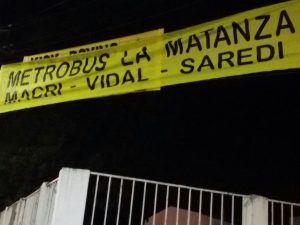 METROBUS LA MATANZA
MACRI - VIDAL - SAREDI